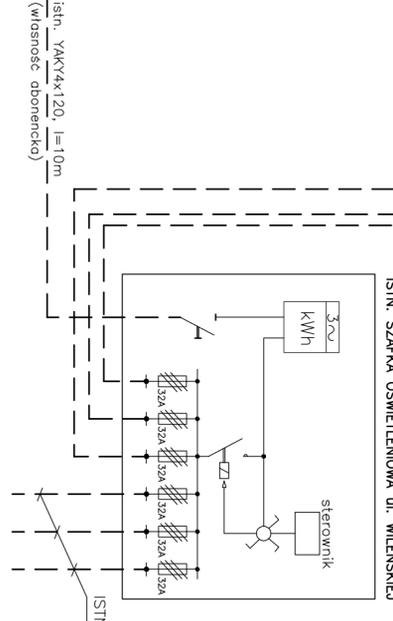 istn. YAKY4x120, l=10m
(własność abonencka)
ISTN. SZAFKA OŚWIETLENIOWA ul. WILEŃSKIEJ
3~
kWh
32A
32A
32A
32A
32A
32A
sterownik
ISTN